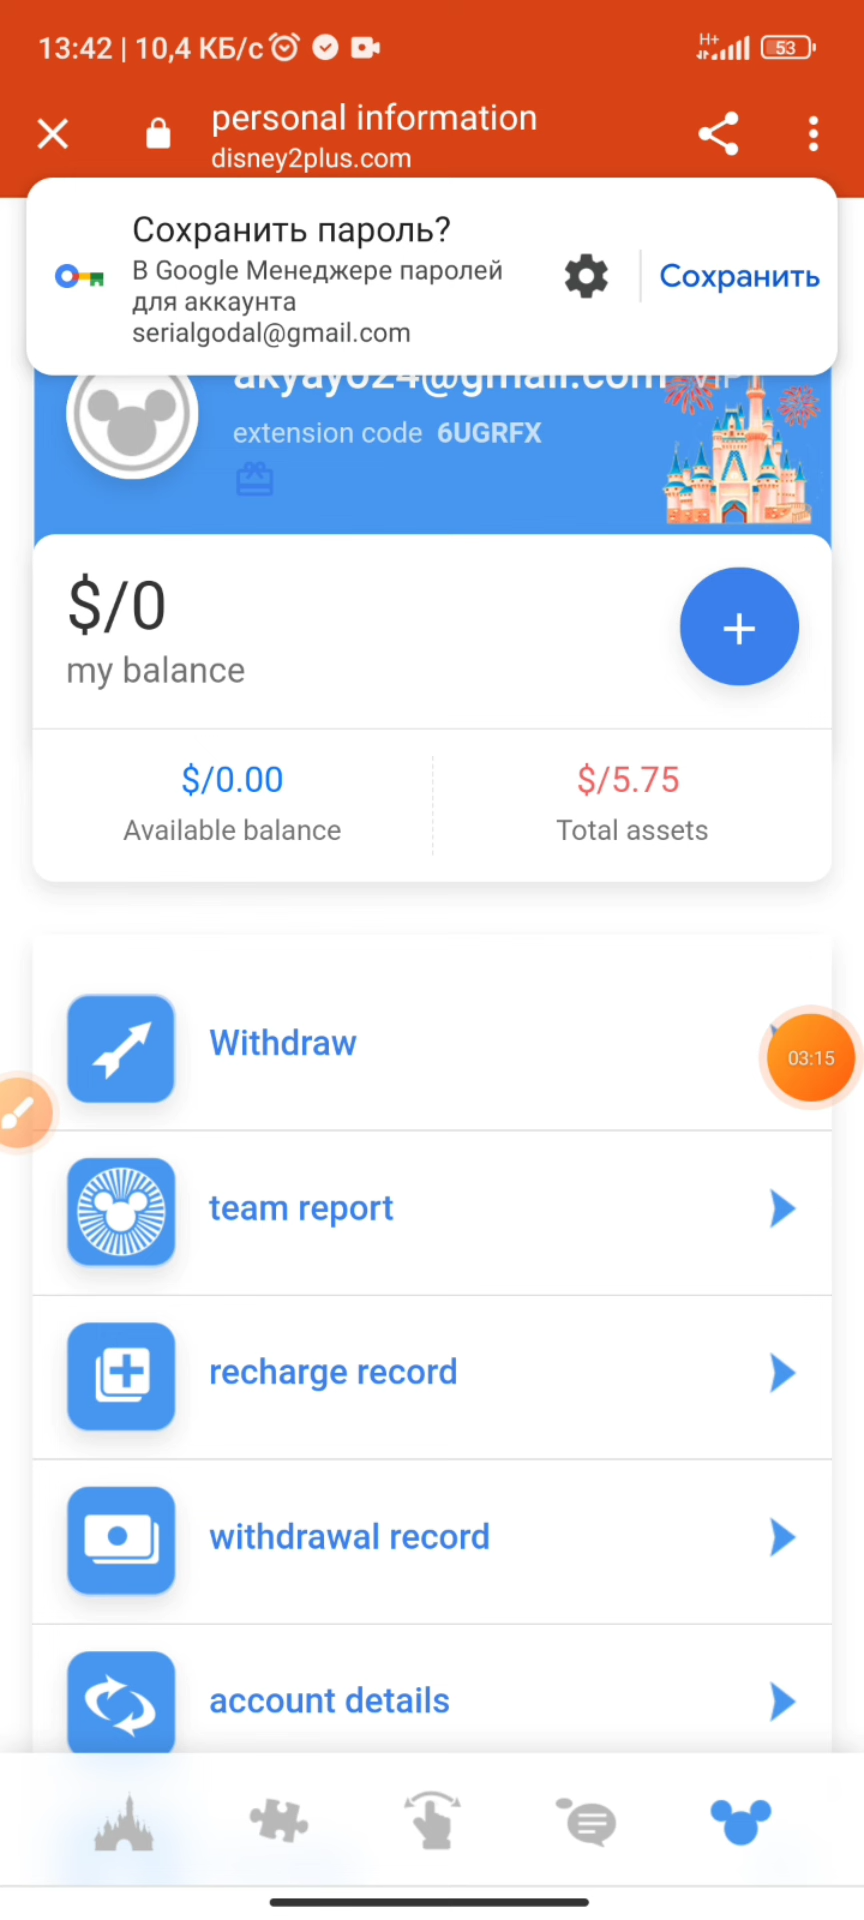 13:42 | 10,4 КБ/с
H+
53
personal information
disney2plus.com
Сохранить пароль?
В Google Менеджере паролей
для аккаунта
serialgodal@gmail.com
Сохранить
extension code 6UGRFX
$/0
my balance
$/0.00
Available balance
$/5.75
Total assets
Withdraw
03:15
team report
recharge record
withdrawal record
account details